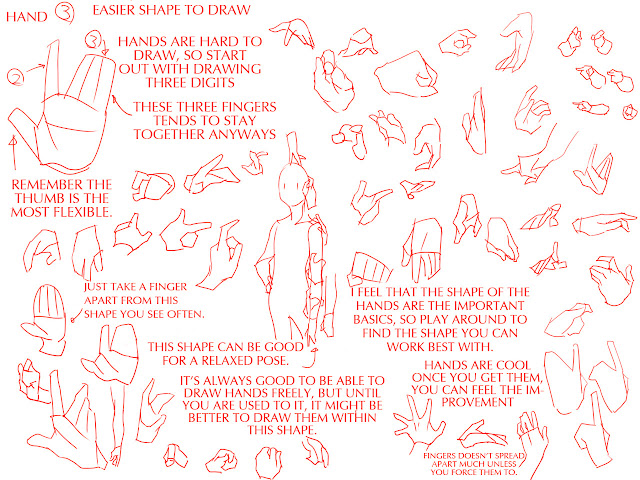 HAND 3
EASIER SHAPE TO DRAW
3
2
HANDS ARE HARD TO
DRAW, SO START
OUT WITH DRAWING
THREE DIGITS
THESE THREE FINGERS
TENDS TO STAY
TOGETHER ANYWAYS
REMEMBER THE
THUMB IS THE
MOST FLEXIBLE.
JUST TAKE A FINGER
APART FROM THIS
SHAPE YOU SEE OFTEN.
I FEEL THAT THE SHAPE OF THE
HANDS ARE THE IMPORTANT
BASICS, SO PLAY AROUND TO
FIND THE SHAPE YOU CAN
WORK BEST WITH.
THIS SHAPE CAN BE GOOD
FOR A RELAXED POSE.
HANDS ARE COOL
ONCE YOU GET THEM,
YOU CAN FEEL THE IM-
PROVEMENT
IT'S ALWAYS GOOD TO BE ABLE TO
DRAW HANDS FREELY, BUT UNTIL
YOU ARE USED TO IT, IT MIGHT BE
BETTER TO DRAW THEM WITHIN
THIS SHAPE.
FINGERS DOESN'T SPREAD
APART MUCH UNLESS
YOU FORCE THEM TO.